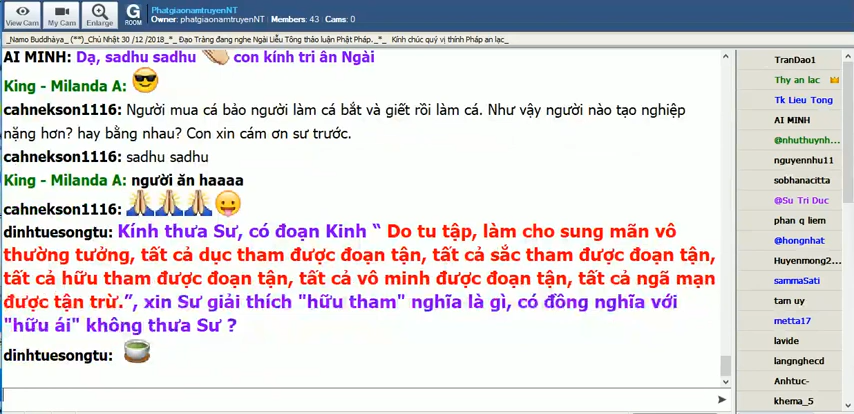 PhatgiaonamtruyenNT
Owner: phatgiaonamtruyenNT | Members: 43 | Cams: 0
View Cam
My Cam
Enlarge
G
ROOM
_Namo Buddhàya_ (**)_Chủ Nhật 30 /12 /2018_*_ Đạo Tràng đang nghe Ngài Liễu Tông thảo luận Phật Pháp._*_ Kính chúc quý vị thính Pháp an lạc_
AI MINH: Dạ, sadhu sadhu con kính tri ân Ngài
King - Milanda A:
cahnekson1116: Người mua cá bảo người làm cá bắt và giết rồi làm cá. Như vậy người nào tạo nghiệp
nặng hơn? hay bằng nhau? Con xin cám ơn sư trước.
cahnekson1116: sadhu sadhu
King - Milanda A: người ăn haaaa
cahnekson1116:
dinhtuesongtu: Kính thưa Sư, có đoạn Kinh “ Do tu tập, làm cho sung mãn vô
thường tưởng, tất cả dục tham được đoạn tận, tất cả sắc tham được đoạn tận,
tất cả hữu tham được đoạn tận, tất cả vô minh được đoạn tận, tất cả ngã mạn
được tận trừ.”, xin Sư giải thích "hữu tham" nghĩa là gì, có đồng nghĩa với
"hữu ái" không thưa Sư ?
dinhtuesongtu:
TranDao1
Thy an lac
Tk Lieu Tong
AI MINH
@nhuthuynh...
nguyennhu11
sobhanacitta
@Su Tri Duc
phan q liem
@hongnhat
Huyenmong2...
sammaSati
tam uy
metta17
lavide
langnghecd
Anhtuc-
khema_5